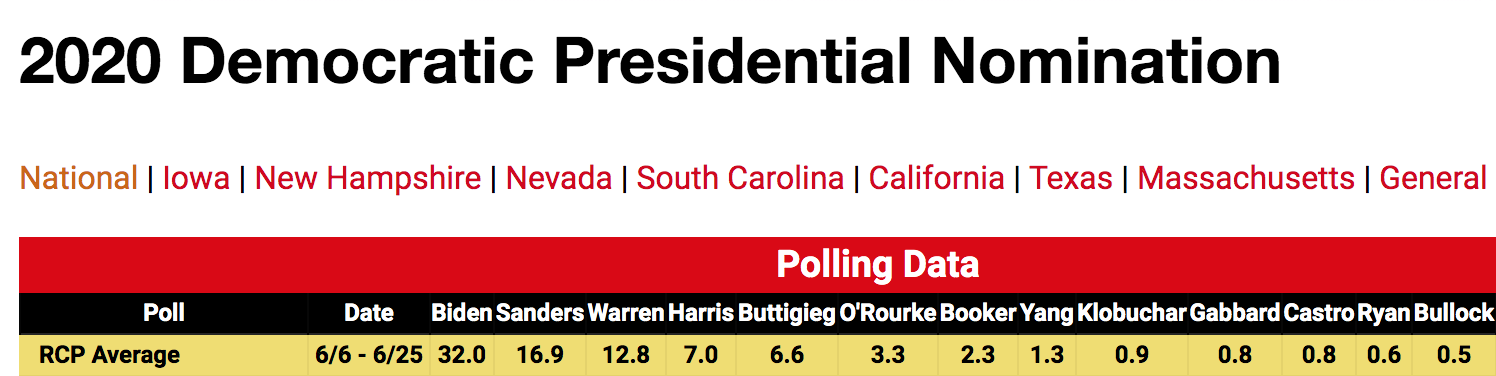 2020 Democratic Presidential Nomination
National | Iowa | New Hampshire | Nevada | South Carolina | California | Texas | Massachusetts | General
Polling Data
Poll Date Biden Sanders Warren Harris Buttigieg O'Rourke Booker Yang Klobuchar Gabbard Castro Ryan Bullock
RCP Average 6/6 - 6/25 32.0 16.9 12.8 7.0 6.6 3.3 2.3 1.3 0.9 0.8 0.8 0.6 0.5